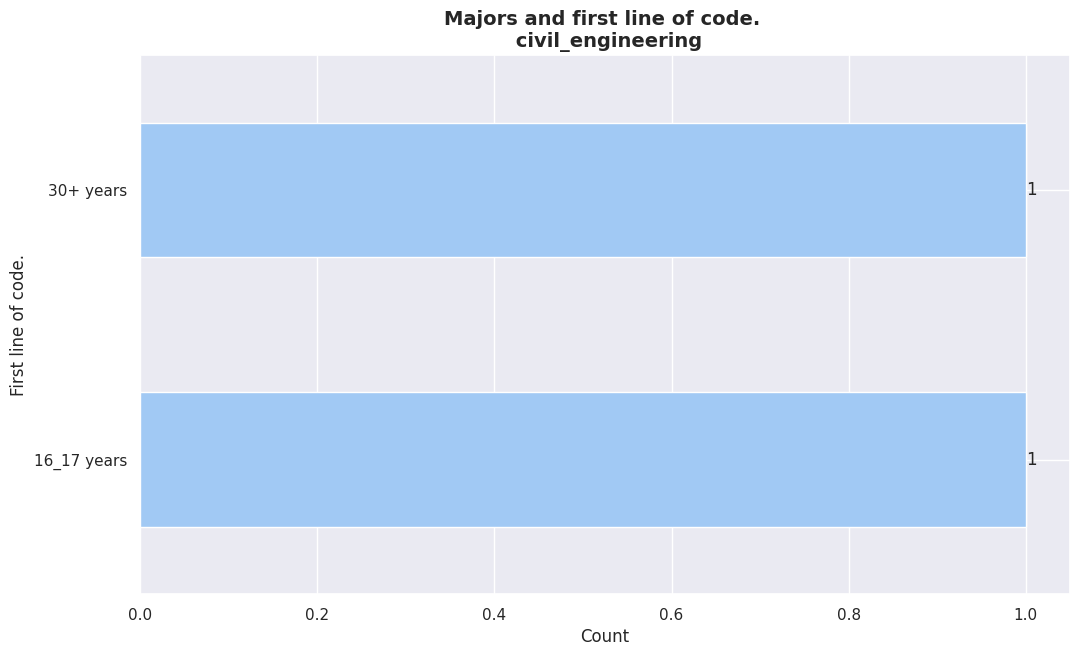 Majors and first line of code.
civil_engineering
First line of code.
30+ years
1
16_17 years
1
0.0 0.2 0.4 0.6 0.8 1.0
Count